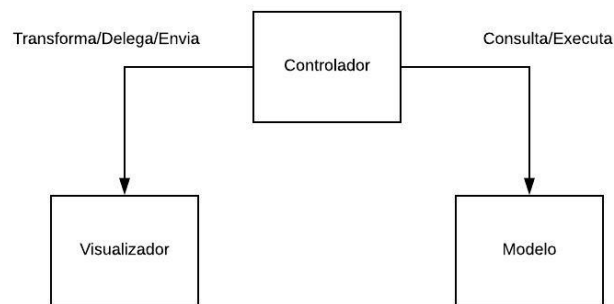 Transforma/Delega/Envia
Consulta/Executa
Controlador
Visualizador
Modelo